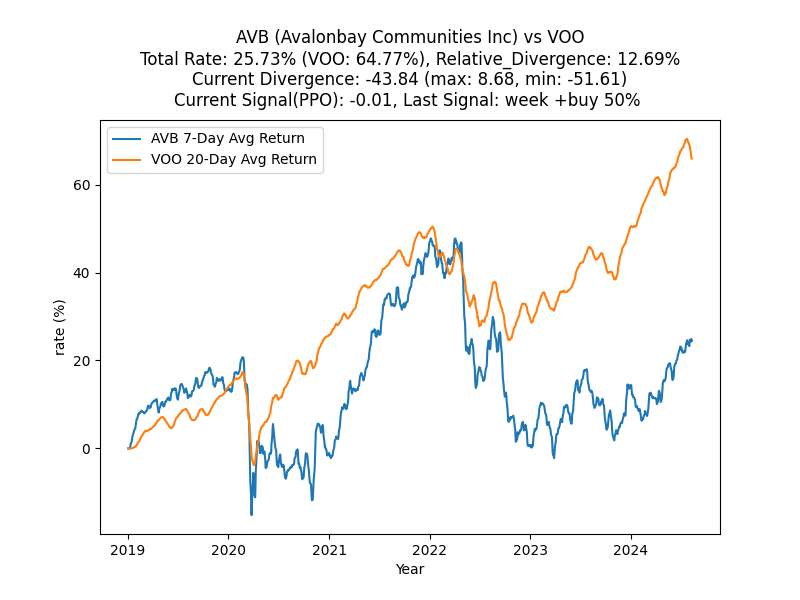 AVB (Avalonbay Communities Inc) vs VOO
Total Rate: 25.73% (VOO: 64.77%), Relative_Divergence: 12.69%
Current Divergence: -43.84 (max: 8.68, min: -51.61)
Current Signal(PPO): -0.01, Last Signal: week +buy 50%
AVB 7-Day Avg Return
VOO 20-Day Avg Return
60
40
20
0
rate (%)
2019 2020 2021 2022 2023 2024
Year